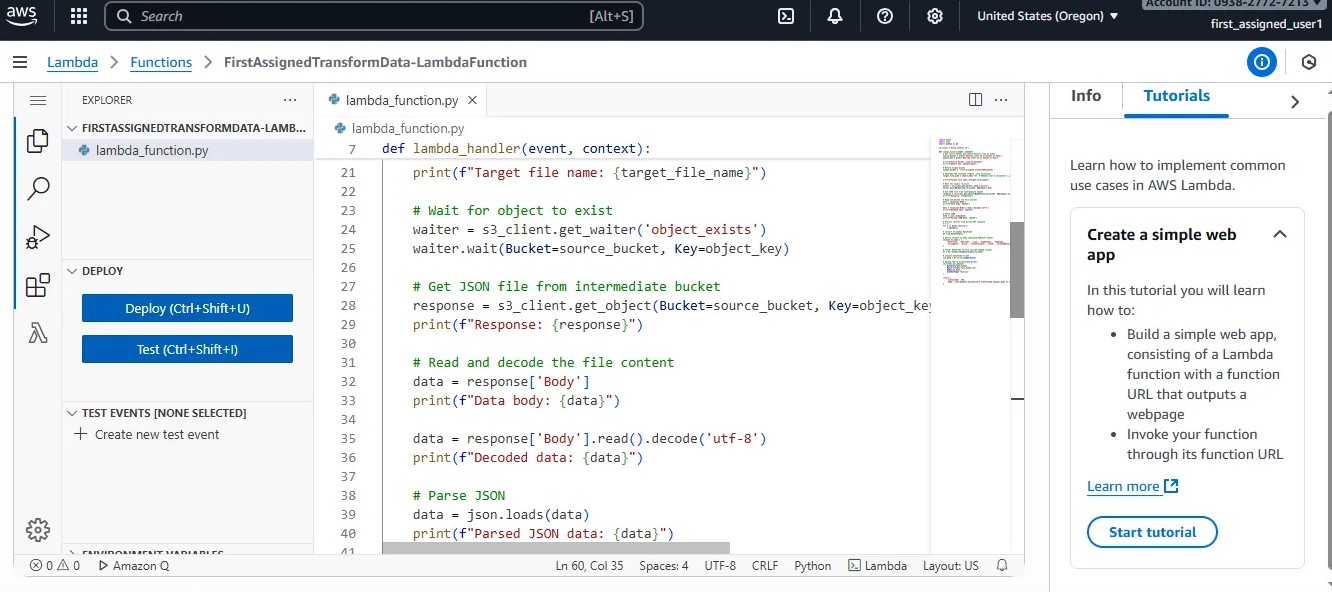 aws
Search
[Alt+S]
United States (Oregon)
Account ID: 0938-2772-7213
first_assigned_user1
Lambda
Functions
FirstAssignedTransformData-LambdaFunction
EXPLORER
FIRSTASSIGNEDTRANSFORMDATA-LAMB...
lambda_function.py
DEPLOY
Deploy (Ctrl+Shift+U)
Test (Ctrl+Shift+I)
TEST EVENTS [NONE SELECTED]
Create new test event
ENVIRONMENT VARIABLES
lambda_function.py
lambda_function.py
7 def lambda_handler(event, context):
21 print(f"Target file name: {target_file_name}")
22
23 # Wait for object to exist
24 waiter = s3_client.get_waiter('object_exists')
25 waiter.wait(Bucket=source_bucket, Key=object_key)
26
27 # Get JSON file from intermediate bucket
28 response = s3_client.get_object(Bucket=source_bucket, Key=object_key
29 print(f"Response: {response}")
30
31 # Read and decode the file content
32 data = response['Body']
33 print(f"Data body: {data}")
34
35 data = response['Body'].read().decode('utf-8')
36 print(f"Decoded data: {data}")
37
38 # Parse JSON
39 data = json.loads(data)
40 print(f"Parsed JSON data: {data}")
41
0 0
Amazon Q
Ln 60, Col 35
Spaces: 4
UTF-8
CRLF
Python
Lambda
Layout: US
Info
Tutorials
Learn how to implement common
use cases in AWS Lambda.
Create a simple web
app
In this tutorial you will learn
how to:
• Build a simple web app,
consisting of a Lambda
function with a function
URL that outputs a
webpage
• Invoke your function
through its function URL
Learn more
Start tutorial